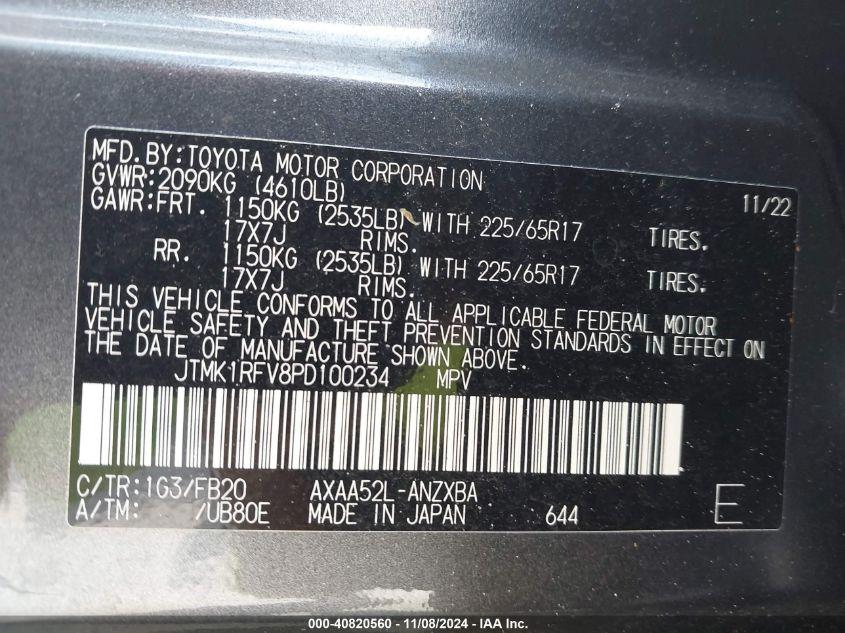 MFD.BY:TOYOTA MOTOR CORPORATION 11/22
GVWR:2090KG (4610LB)
GAWR:FRT. 1150KG (2535LB) WITH 225/65R17 TIRES.
17X7J RIMS.
RR. 1150KG (2535LB) WITH 225/65R17 TIRES.
17X7J RIMS.
THIS VEHICLE CONFORMS TO ALL APPLICABLE FEDERAL MOTOR
VEHICLE SAFETY AND THEFT PREVENTION STANDARDS IN EFFECT ON
THE DATE OF MANUFACTURE SHOWN ABOVE.
JTMK1RFV8PD100234 MPV
C/TR:1G3/FB20 AXAA52L-ANZXBA
A/TM: /UB80E MADE IN JAPAN 644 E
000-40820560 - 11/08/2024 - IAA Inc.